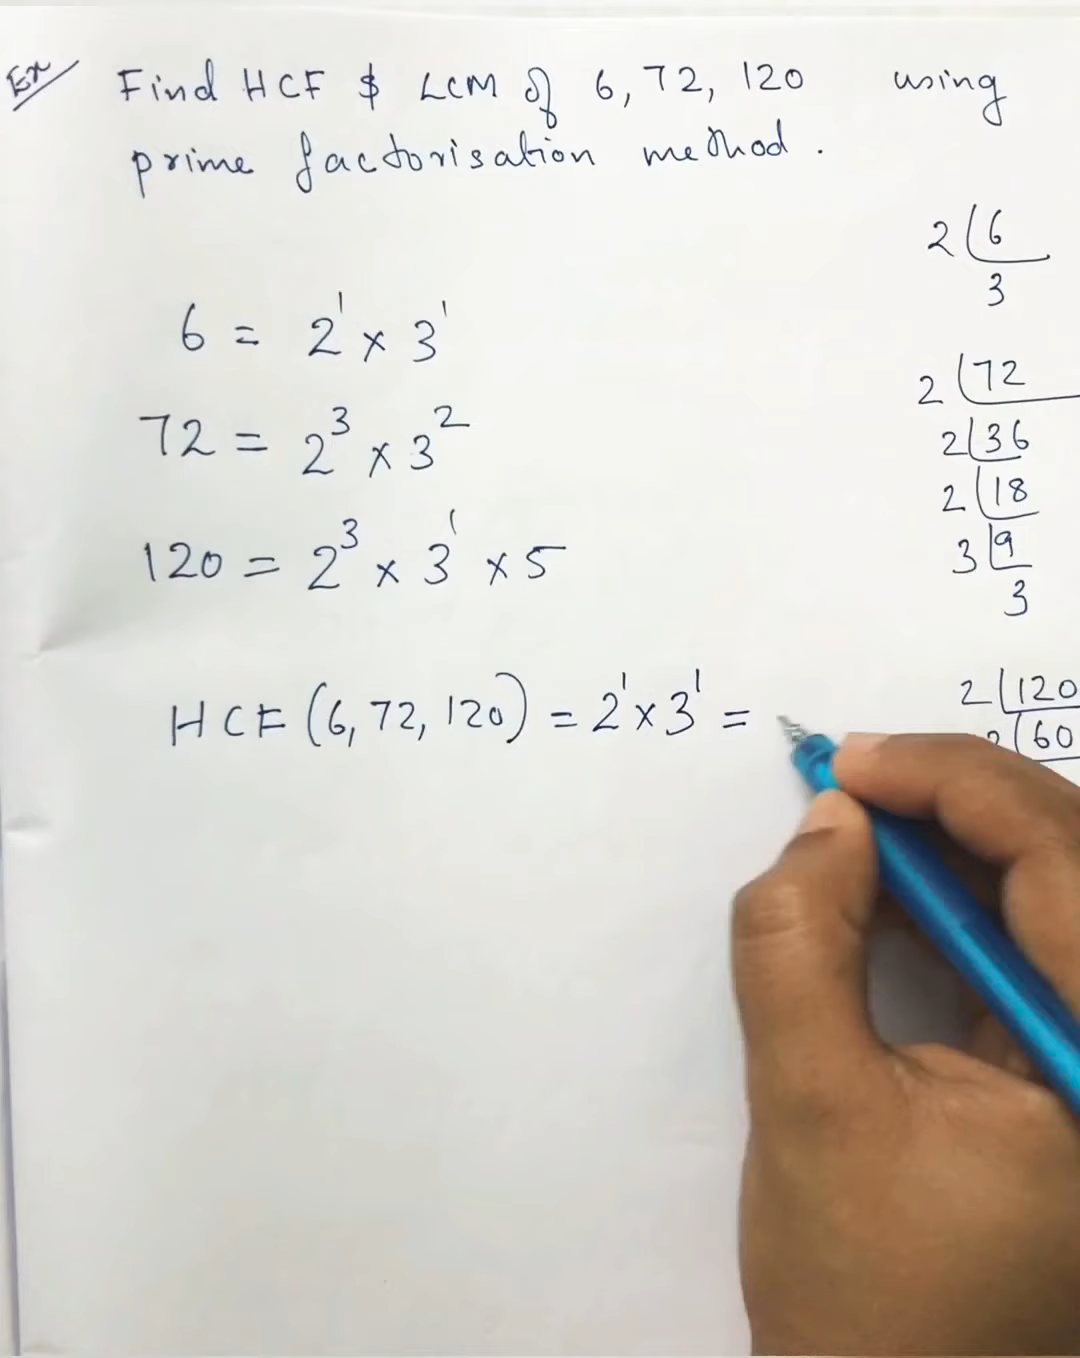 Ex Find HCF & LCM of 6, 72, 120 using
prime factorisation method.
6 = 2¹ × 3¹
72 = 2³ × 3²
120 = 2³ × 3¹ × 5
HCF (6, 72, 120) = 2¹ × 3¹ =
2 6
3
2 72
2 36
2 18
3 9
3
2 120
2 60